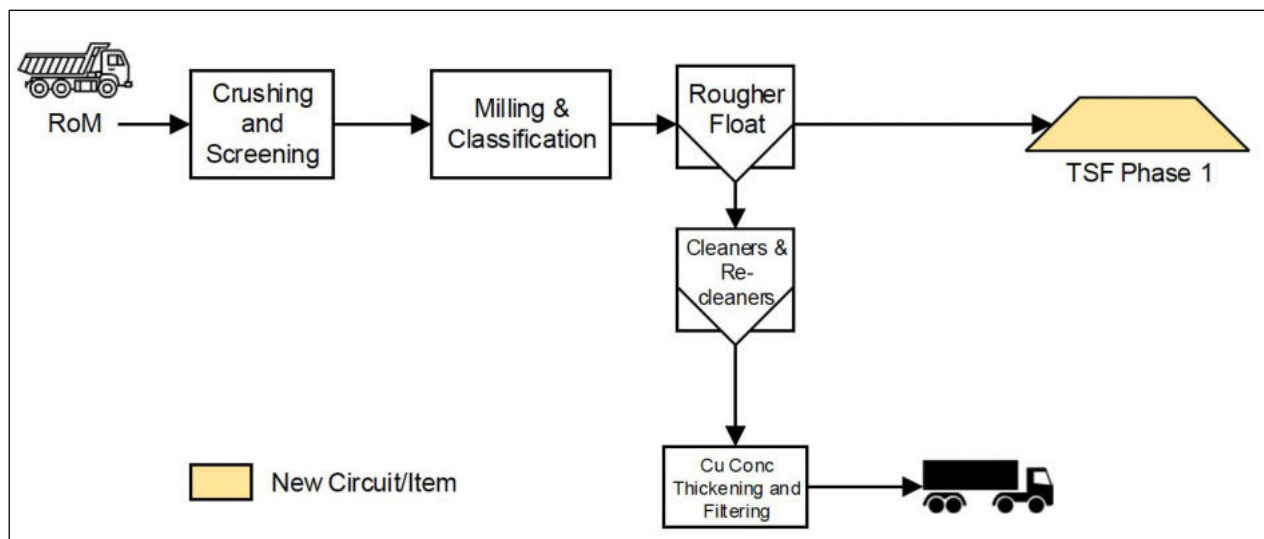 RoM
Crushing
and
Screening
Milling &
Classification
Rougher
Float
TSF Phase 1
Cleaners &
Re-
cleaners
Cu Conc
Thickening and
Filtering
New Circuit/Item